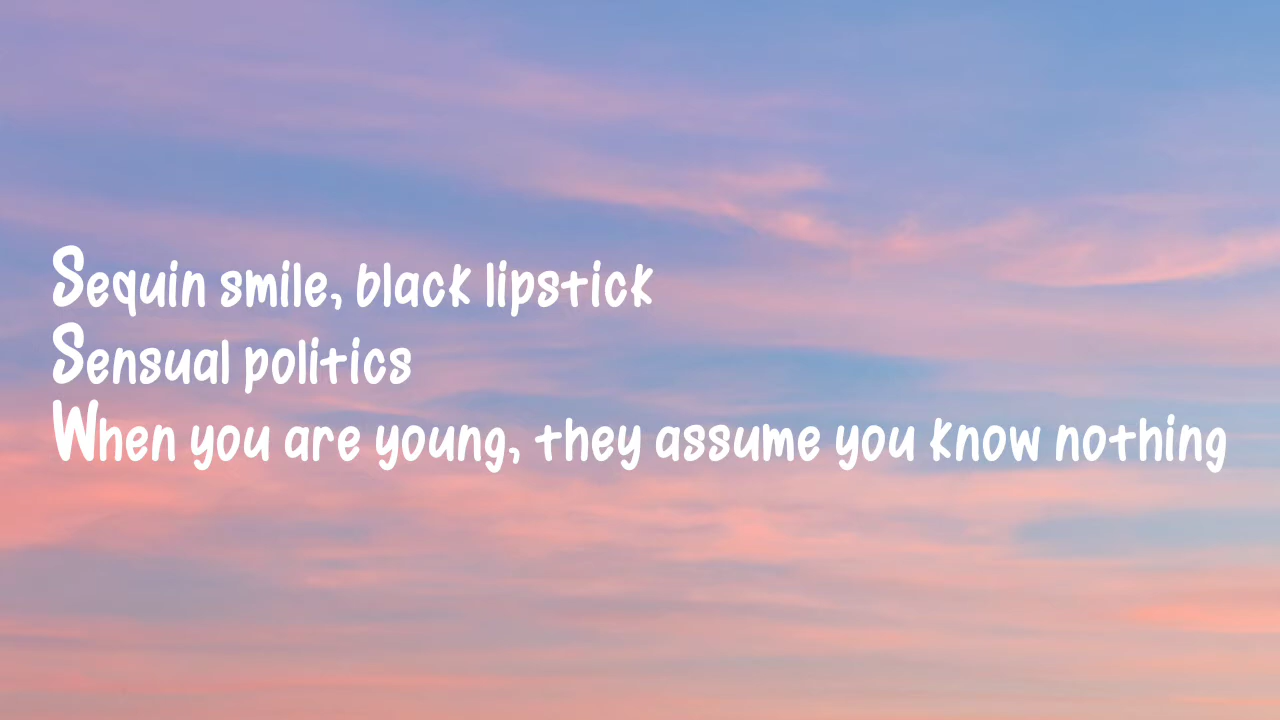 Sequin smile, black lipstick
Sensual politics
When you are young, they assume you know nothing